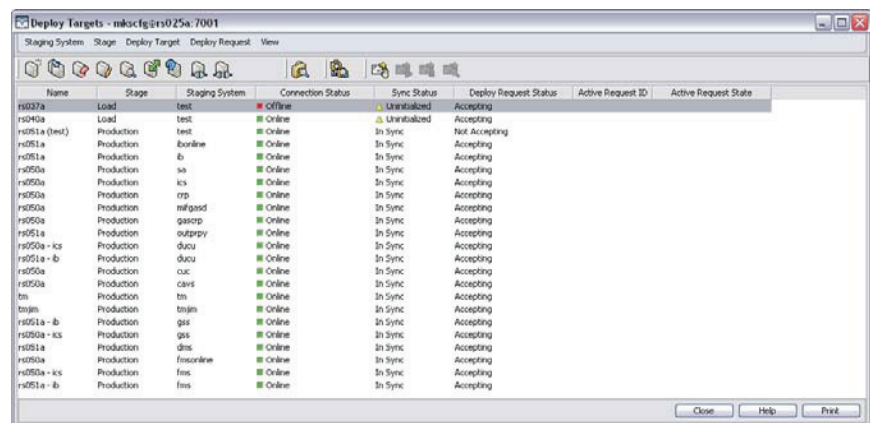 Deploy Targets - mkscfg@rs025a:7001
Staging System Stage Deploy Target Deploy Request View
Name Stage Staging System Connection Status Sync Status Deploy Request Status Active Request ID Active Request State
rs037a Load test Offline Uninitialized Accepting
rs040a Load test Online Uninitialized Accepting
rs051a (test) Production test Online In Sync Not Accepting
rs051a Production ibonline Online In Sync Accepting
rs051a Production ib Online In Sync Accepting
rs050a Production sa Online In Sync Accepting
rs050a Production ics Online In Sync Accepting
rs050a Production crp Online In Sync Accepting
rs050a Production mifgasd Online In Sync Accepting
rs050a Production gascrp Online In Sync Accepting
rs051a Production outprpy Online In Sync Accepting
rs050a - ics Production ducu Online In Sync Accepting
rs051a - ib Production ducu Online In Sync Accepting
rs050a Production cuc Online In Sync Accepting
rs050a Production cavs Online In Sync Accepting
tm Production tm Online In Sync Accepting
tmjm Production tmjm Online In Sync Accepting
rs051a - ib Production gss Online In Sync Accepting
rs050a - ics Production gss Online In Sync Accepting
rs051a Production dms Online In Sync Accepting
rs050a Production fmsonline Online In Sync Accepting
rs050a - ics Production fms Online In Sync Accepting
rs051a - ib Production fms Online In Sync Accepting
Close Help Print